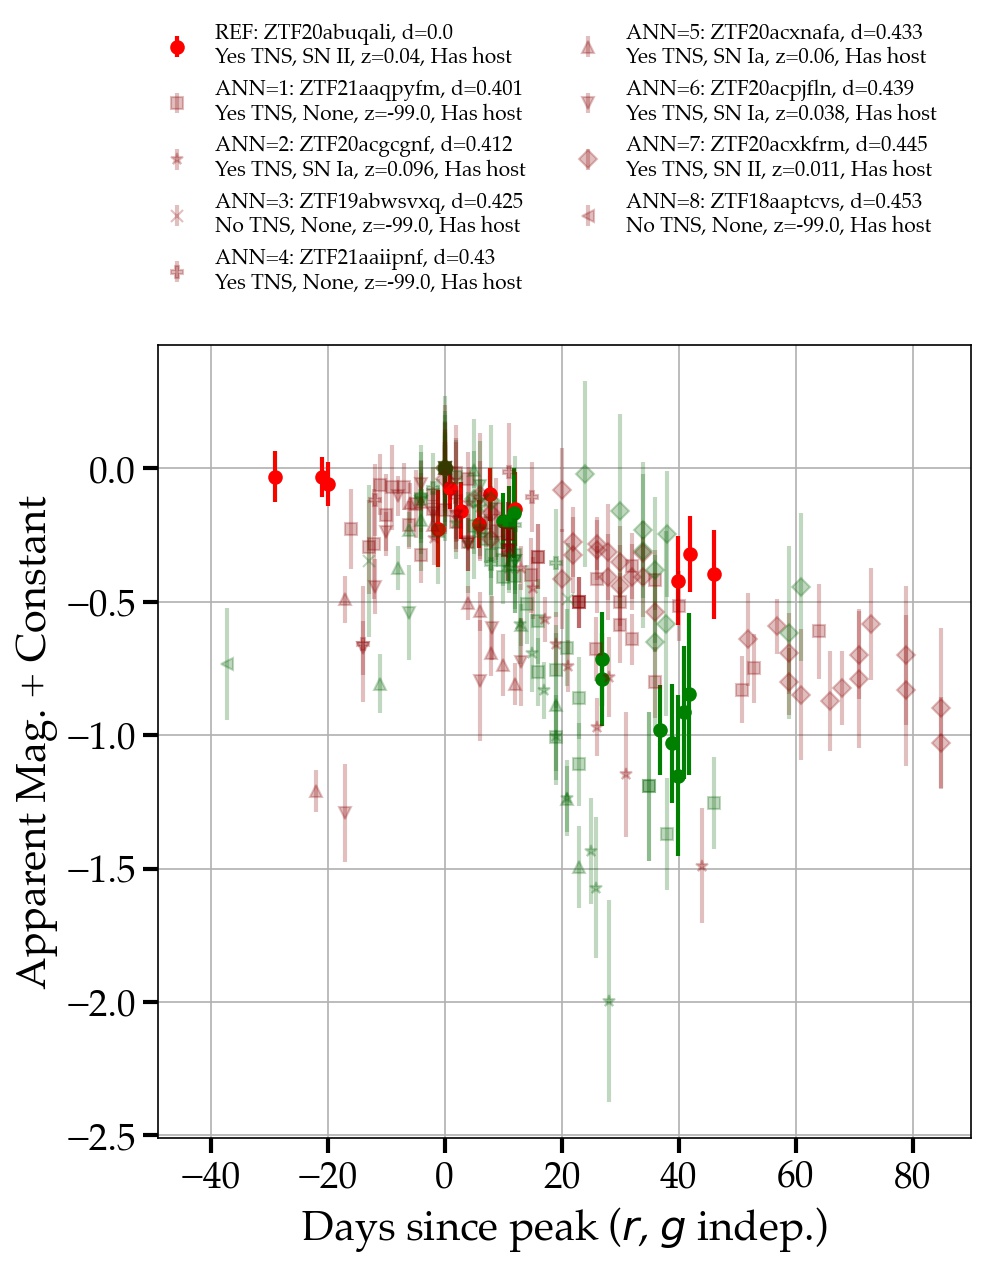 REF: ZTF20abuqali, d=0.0
Yes TNS, SN II, z=0.04, Has host
ANN=1: ZTF21aaqpyfm, d=0.401
Yes TNS, None, z=-99.0, Has host
ANN=2: ZTF20acgcgnf, d=0.412
Yes TNS, SN Ia, z=0.096, Has host
ANN=3: ZTF19abwsvxq, d=0.425
No TNS, None, z=-99.0, Has host
ANN=4: ZTF21aaiipnf, d=0.43
Yes TNS, None, z=-99.0, Has host
ANN=5: ZTF20acxnafa, d=0.433
Yes TNS, SN Ia, z=0.06, Has host
ANN=6: ZTF20acpjfln, d=0.439
Yes TNS, SN Ia, z=0.038, Has host
ANN=7: ZTF20acxkfrm, d=0.445
Yes TNS, SN II, z=0.011, Has host
ANN=8: ZTF18aaptcvs, d=0.453
No TNS, None, z=-99.0, Has host
Apparent Mag. + Constant
0.0
−0.5
−1.0
−1.5
−2.0
−2.5
−40 −20 0 20 40 60 80
Days since peak (r, g indep.)